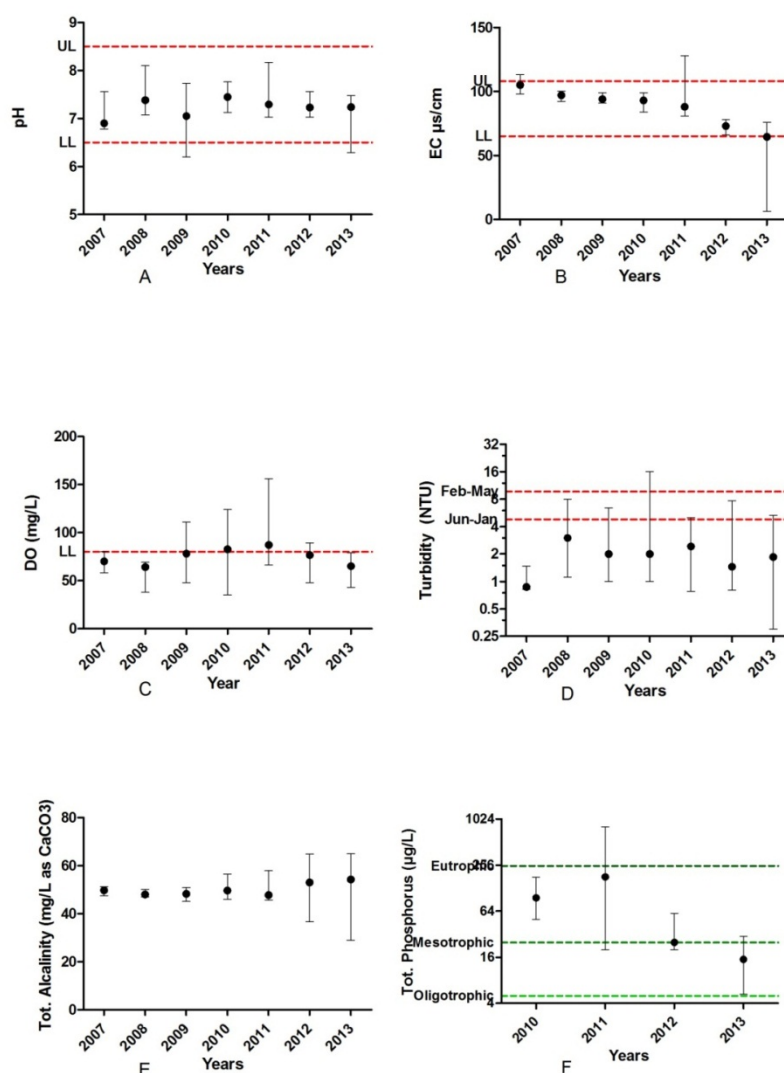 9
UL
8
7
LL
6
5
pH
2007 2008 2009 2010 2011 2012 2013
Years
A
150
UL
100
LL
50
0
EC µs/cm
2007 2008 2009 2010 2011 2012 2013
Years
B
200
150
100
LL
50
0
DO (mg/L)
2007 2008 2009 2010 2011 2012 2013
Year
C
32
16
Feb-May
8
Jun-Jan
4
2
1
0.5
0.25
Turbidity (NTU)
2007 2008 2009 2010 2011 2012 2013
Years
D
80
60
40
20
0
Tot. Alcalinity (mg/L as CaCO3)
2007 2008 2009 2010 2011 2012 2013
Years
E
1024
Eutrophic
256
64
Mesotrophic
16
Oligotrophic
4
Tot. Phosphorus (µg/L)
2010 2011 2012 2013
Years
F